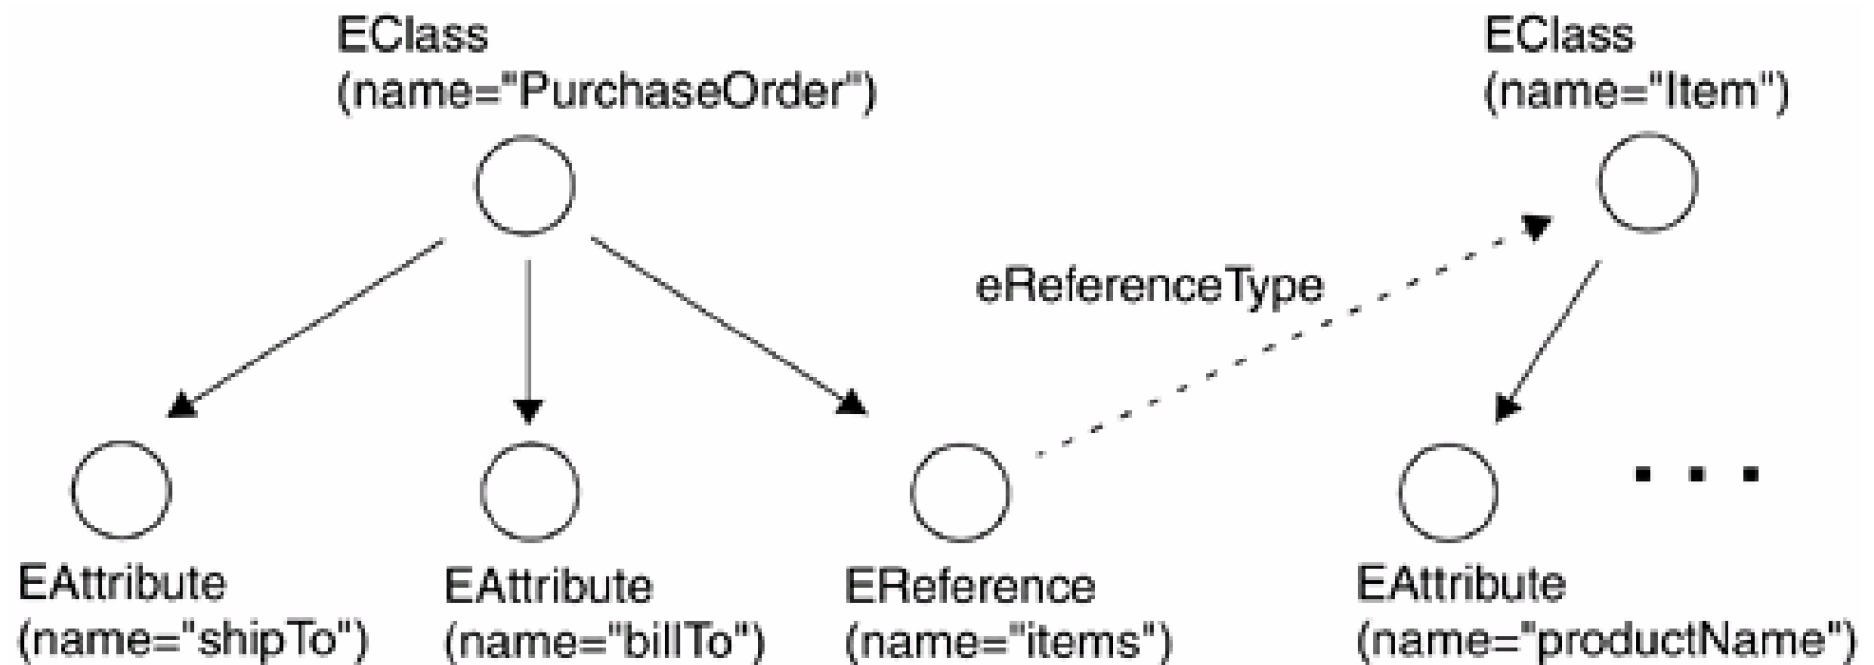 EClass
(name="PurchaseOrder")
EClass
(name="Item")
eReferenceType
EAttribute
(name="shipTo")
EAttribute
(name="billTo")
EReference
(name="items")
EAttribute
(name="productName")